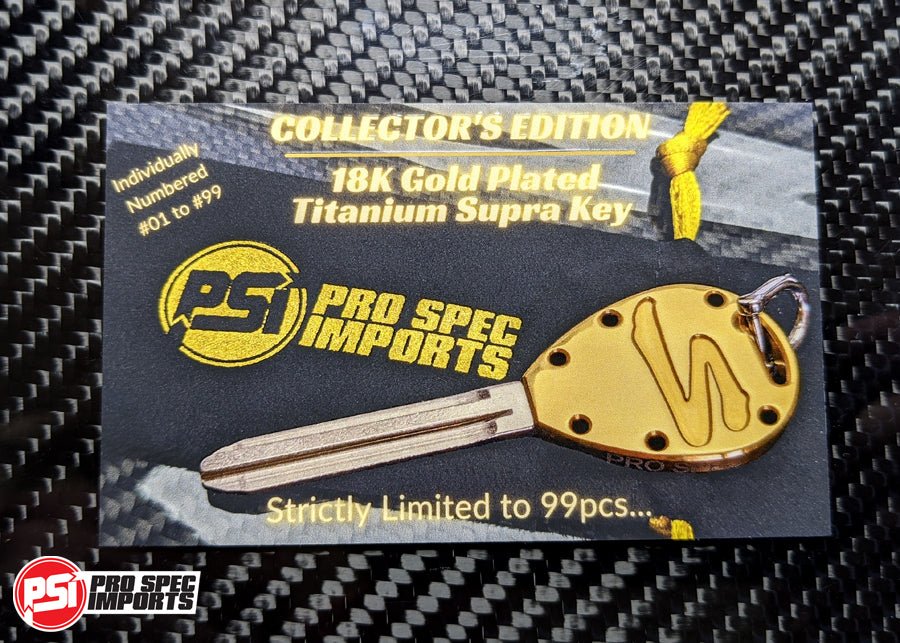 COLLECTOR'S EDITION
Individually
Numbered
#01 to #99
18K Gold Plated
Titanium Supra Key
PSi
PRO SPEC
IMPORTS
PRO S
Strictly Limited to 99pcs...
PSi
PRO SPEC
IMPORTS